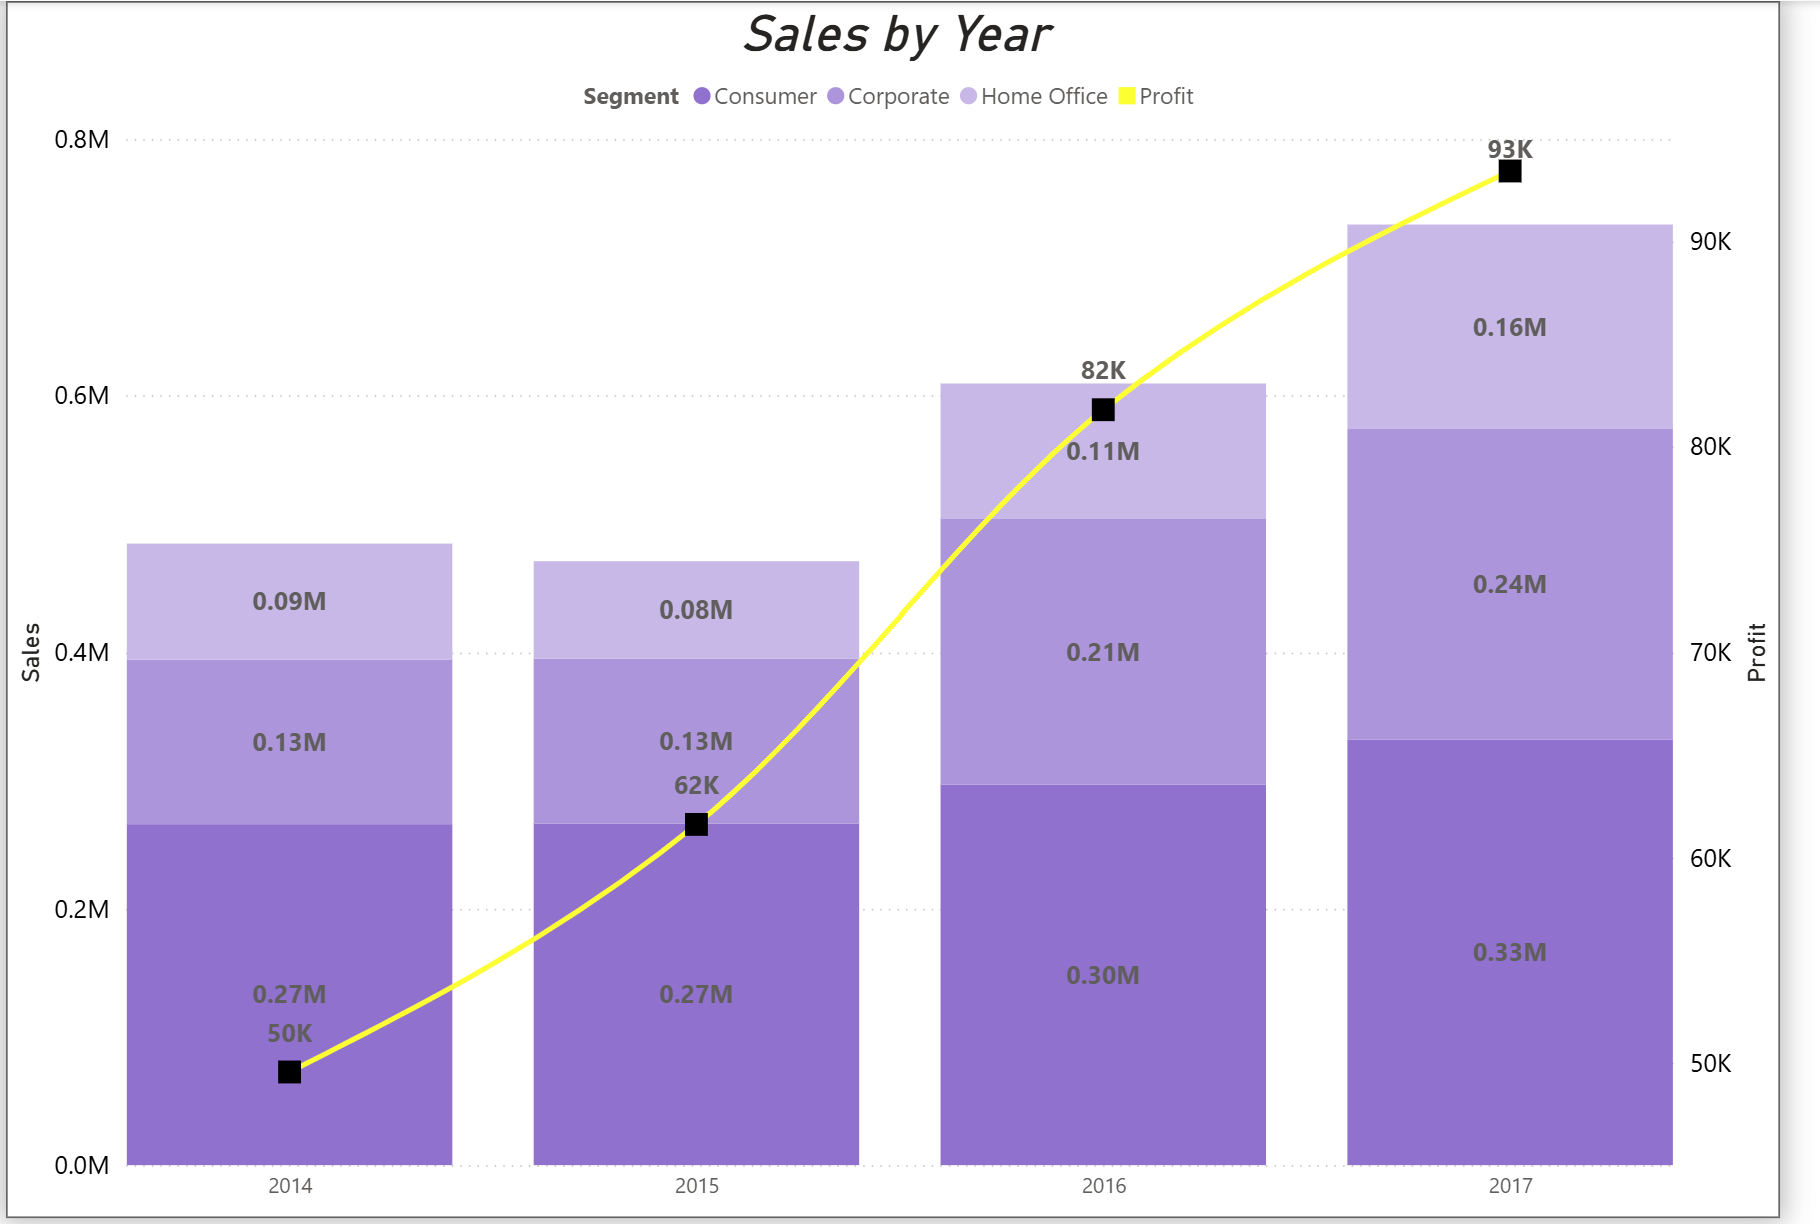 Sales by Year
Segment Consumer Corporate Home Office Profit
0.8M
93K
90K
0.16M
82K
0.6M
0.11M
80K
0.24M
0.09M
0.08M
Sales
0.4M
0.21M
70K
Profit
0.13M
0.13M
62K
60K
0.2M
0.33M
0.30M
0.27M
0.27M
50K
50K
0.0M
2014 2015 2016 2017